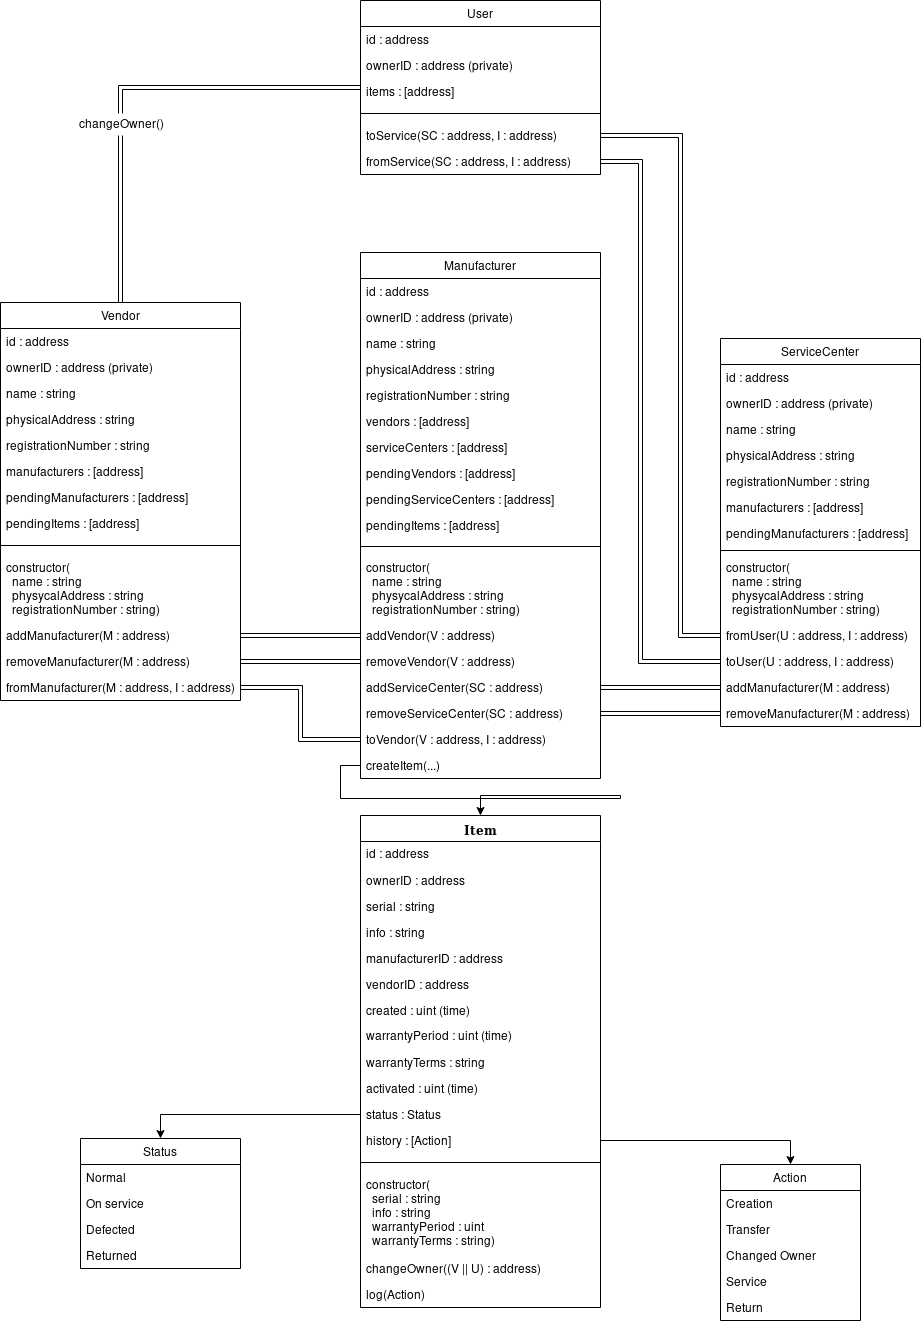 User
id : address
ownerID : address (private)
items : [address]
toService(SC : address, I : address)
fromService(SC : address, I : address)
changeOwner()
Vendor
id : address
ownerID : address (private)
name : string
physicalAddress : string
registrationNumber : string
manufacturers : [address]
pendingManufacturers : [address]
pendingItems : [address]
constructor(
name : string
physycalAddress : string
registrationNumber : string)
addManufacturer(M : address)
removeManufacturer(M : address)
fromManufacturer(M : address, I : address)
Manufacturer
id : address
ownerID : address (private)
name : string
physicalAddress : string
registrationNumber : string
vendors : [address]
serviceCenters : [address]
pendingVendors : [address]
pendingServiceCenters : [address]
pendingItems : [address]
constructor(
name : string
physycalAddress : string
registrationNumber : string)
addVendor(V : address)
removeVendor(V : address)
addServiceCenter(SC : address)
removeServiceCenter(SC : address)
toVendor(V : address, I : address)
createItem(...)
ServiceCenter
id : address
ownerID : address (private)
name : string
physicalAddress : string
registrationNumber : string
manufacturers : [address]
pendingManufacturers : [address]
constructor(
name : string
physycalAddress : string
registrationNumber : string)
fromUser(U : address, I : address)
toUser(U : address, I : address)
addManufacturer(M : address)
removeManufacturer(M : address)
Item
id : address
ownerID : address
serial : string
info : string
manufacturerID : address
vendorID : address
created : uint (time)
warrantyPeriod : uint (time)
warrantyTerms : string
activated : uint (time)
status : Status
history : [Action]
constructor(
serial : string
info : string
warrantyPeriod : uint
warrantyTerms : string)
changeOwner((V || U) : address)
log(Action)
Status
Normal
On service
Defected
Returned
Action
Creation
Transfer
Changed Owner
Service
Return